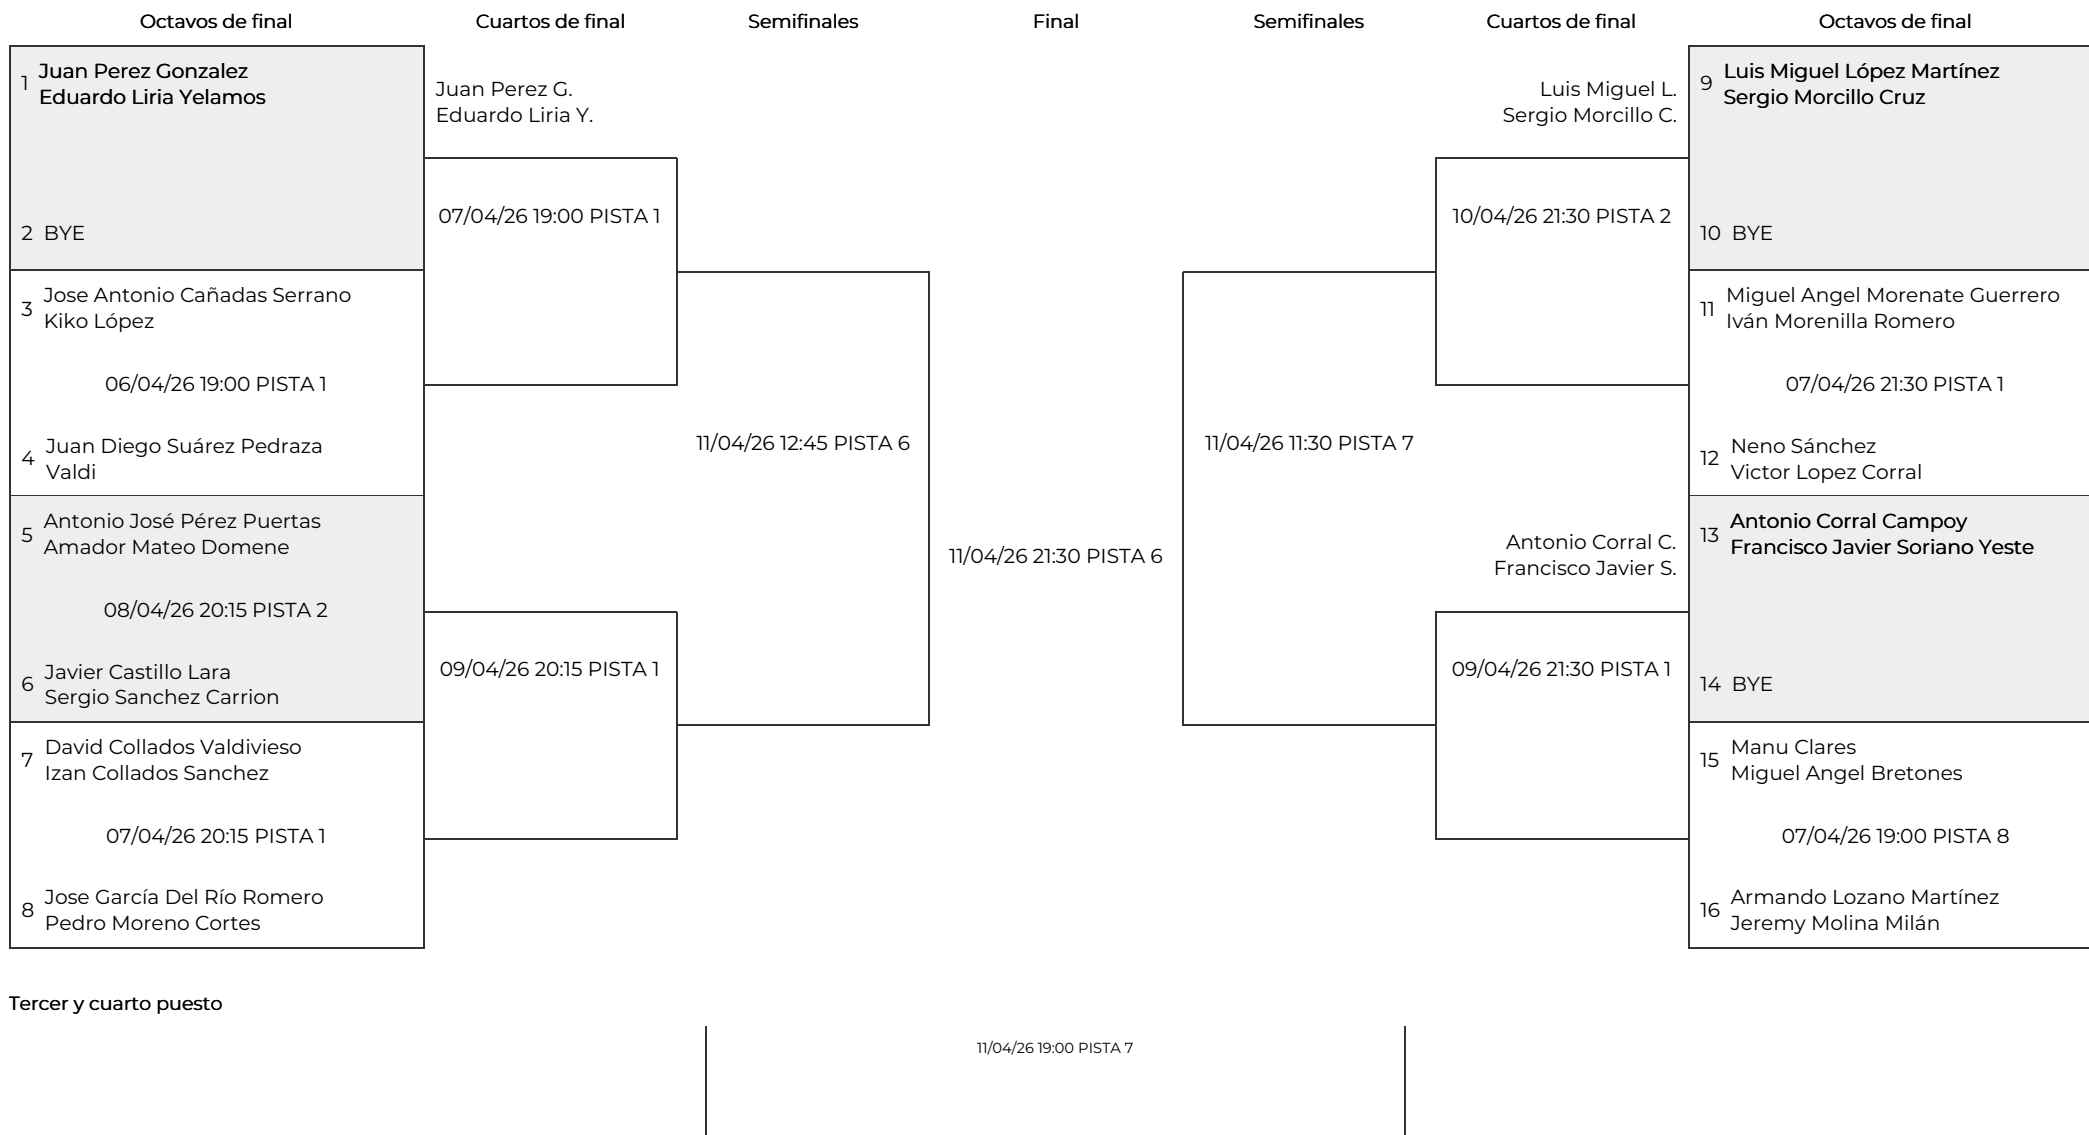 Octavos de final
Cuartos de final
Semifinales
Final
Semifinales
Cuartos de final
Octavos de final
1
Juan Perez Gonzalez
Eduardo Liria Yelamos
2 BYE
3
Jose Antonio Cañadas Serrano
Kiko López
06/04/26 19:00 PISTA 1
4
Juan Diego Suárez Pedraza
Valdi
5
Antonio José Pérez Puertas
Amador Mateo Domene
08/04/26 20:15 PISTA 2
6
Javier Castillo Lara
Sergio Sanchez Carrion
7
David Collados Valdivieso
Izan Collados Sanchez
07/04/26 20:15 PISTA 1
8
Jose García Del Río Romero
Pedro Moreno Cortes
Juan Perez G.
Eduardo Liria Y.
07/04/26 19:00 PISTA 1
09/04/26 20:15 PISTA 1
11/04/26 12:45 PISTA 6
11/04/26 21:30 PISTA 6
11/04/26 11:30 PISTA 7
Luis Miguel L.
Sergio Morcillo C.
10/04/26 21:30 PISTA 2
Antonio Corral C.
Francisco Javier S.
09/04/26 21:30 PISTA 1
9
Luis Miguel López Martínez
Sergio Morcillo Cruz
10 BYE
11
Miguel Angel Morenate Guerrero
Iván Morenilla Romero
07/04/26 21:30 PISTA 1
12
Neno Sánchez
Victor Lopez Corral
13
Antonio Corral Campoy
Francisco Javier Soriano Yeste
14 BYE
15
Manu Clares
Miguel Angel Bretones
07/04/26 19:00 PISTA 8
16
Armando Lozano Martínez
Jeremy Molina Milán
Tercer y cuarto puesto
11/04/26 19:00 PISTA 7